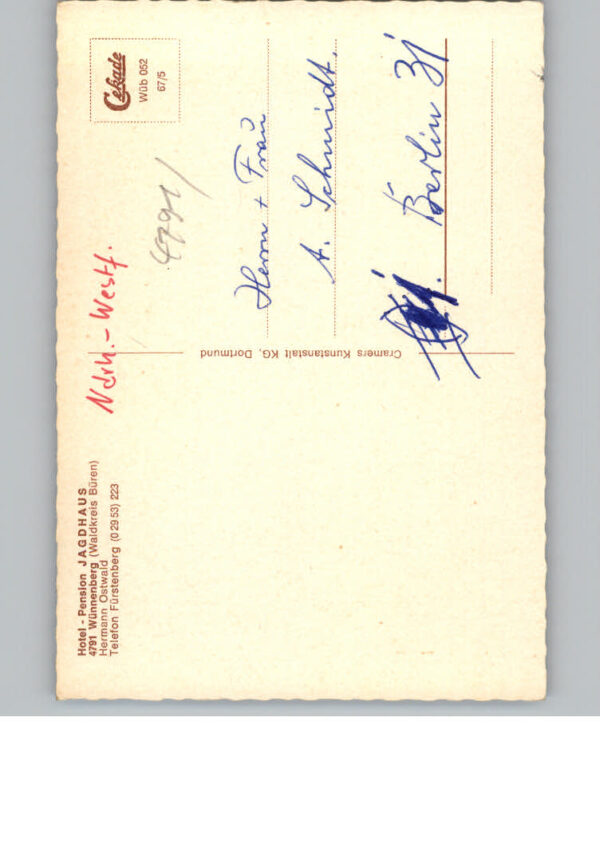 Hotel - Pension JAGDHAUS
4791 Wünnenberg (Waldkreis Büren)
Hermann Ostwald
Telefon Fürstenberg (0 29 53) 223
Ndrh.-Westf.
4791/
Cekade
Wüb 052
67/5
Cramers Kunstanstalt KG, Dortmund
Herrn + Frau
A. Schmidt.
Berlin 31